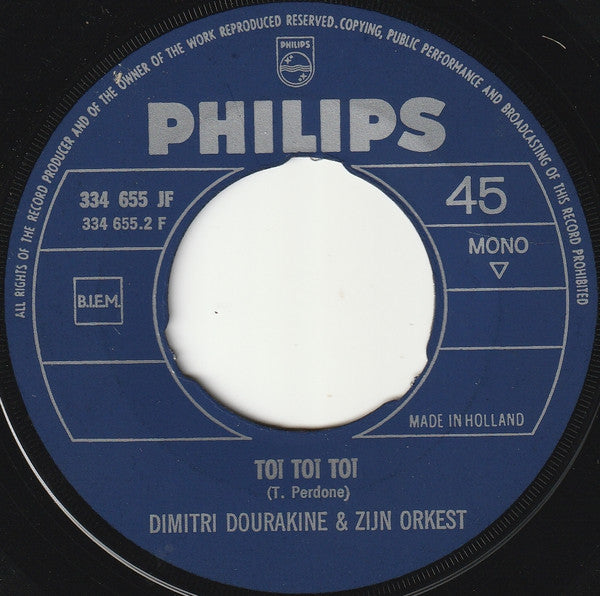 ALL RIGHTS OF THE RECORD PRODUCER AND OF THE OWNER OF THE WORK REPRODUCED RESERVED. COPYING, PUBLIC PERFORMANCE AND BROADCASTING OF THIS RECORD PROHIBITED
PHILIPS
PHILIPS
334 655 JF
334 655.2 F
45
MONO
B.I.E.M.
MADE IN HOLLAND
TOI TOI TOI
(T. Perdone)
DIMITRI DOURAKINE & ZIJN ORKEST